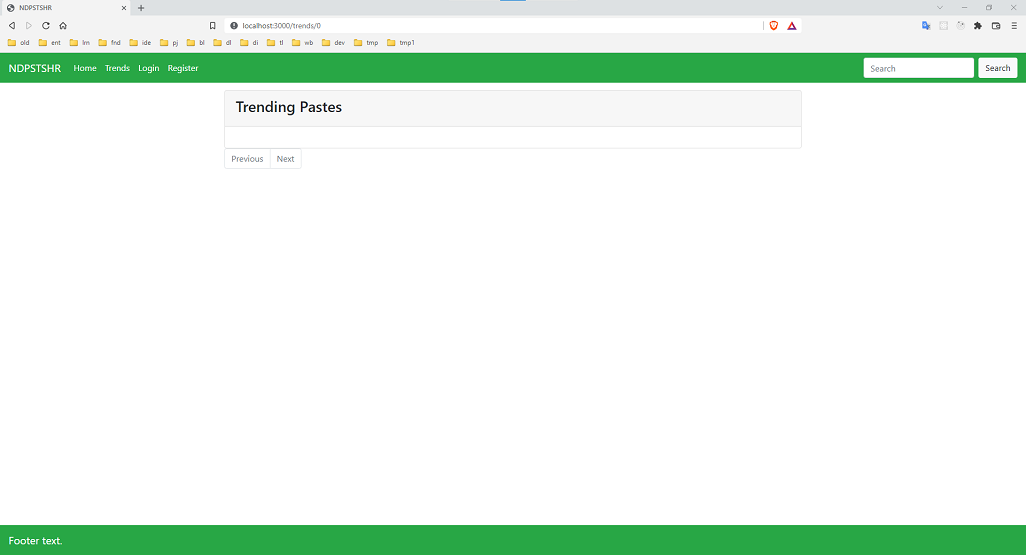 NDPSTSHR
localhost:3000/trends/0
old ent lrn fnd ide pj bl dl di tl wb dev tmp tmp1
NDPSTSHR Home Trends Login Register Search Search
Trending Pastes
Previous Next
Footer text.